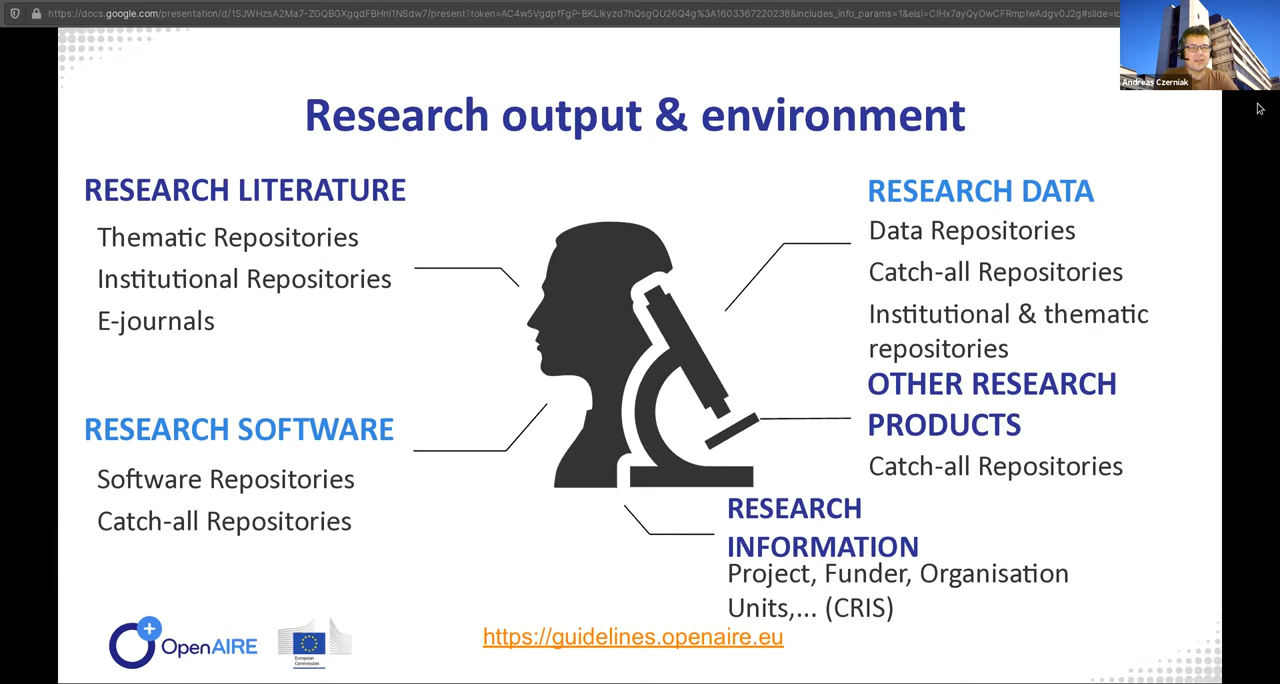 Andreas Czerniak
Research output & environment
RESEARCH LITERATURE
Thematic Repositories
Institutional Repositories
E-journals
RESEARCH SOFTWARE
Software Repositories
Catch-all Repositories
RESEARCH DATA
Data Repositories
Catch-all Repositories
Institutional & thematic
repositories
OTHER RESEARCH
PRODUCTS
Catch-all Repositories
RESEARCH
INFORMATION
Project, Funder, Organisation
Units,... (CRIS)
OpenAIRE
European
Commission
https://guidelines.openaire.eu